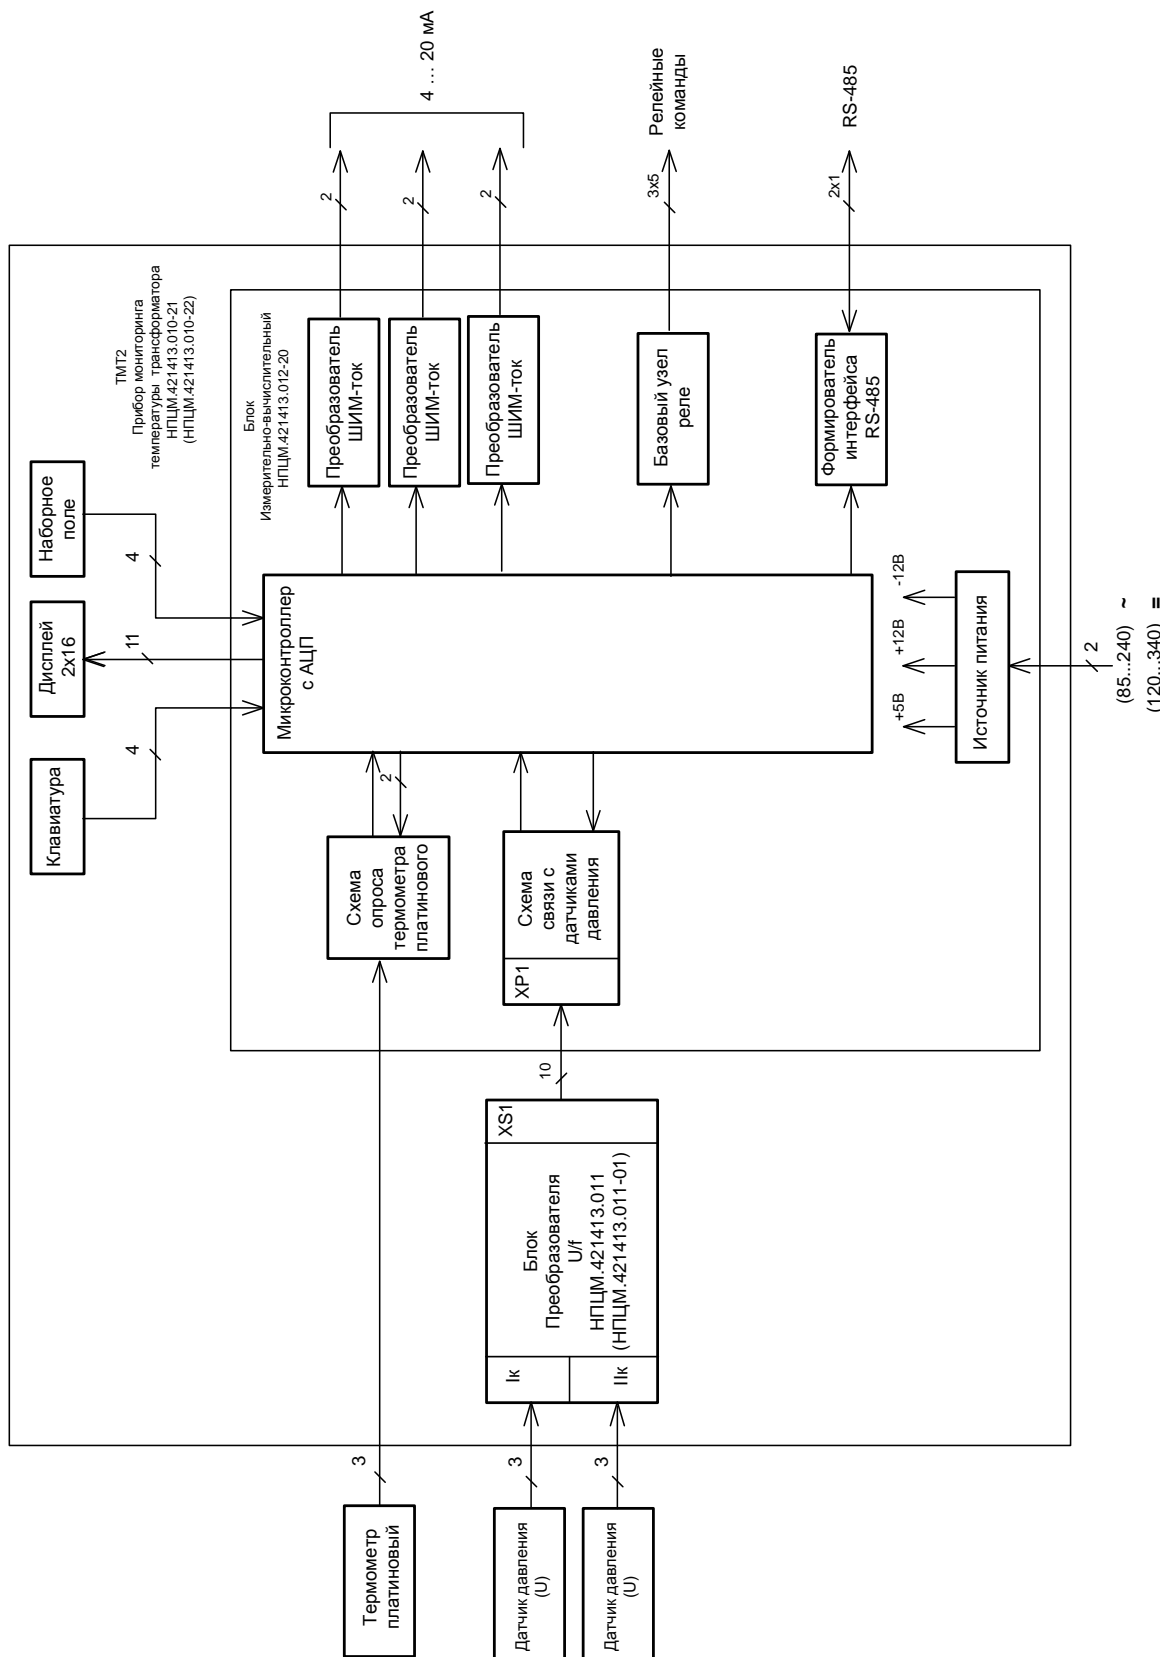 ТМТ2
Прибор мониторинга
температуры трансформатора
НПЦМ.421413.010-21
(НПЦМ.421413.010-22)
Клавиатура
4
Дисплей
2x16
11
Наборное
поле
4
Блок
Измерительно-вычислительный
НПЦМ.421413.012-20
Термометр
платиновый
3
Схема
опроса
термометра
платинового
2
Микроконтроллер
с АЦП
Преобразователь
ШИМ-ток
2
Преобразователь
ШИМ-ток
2
Преобразователь
ШИМ-ток
2
4 ... 20 мА
Датчик давления
(U)
3
Датчик давления
(U)
3
Iк
IIк
Блок
Преобразователя
U/f
НПЦМ.421413.011
(НПЦМ.421413.011-01)
XS1
10
XP1
Схема
связи с
датчиками
давления
Базовый узел
реле
3x5
Релейные
команды
Формирователь
интерфейса
RS-485
2x1
RS-485
+5В
+12В
-12В
Источник питания
2
(85...240) ~
(120...340) =